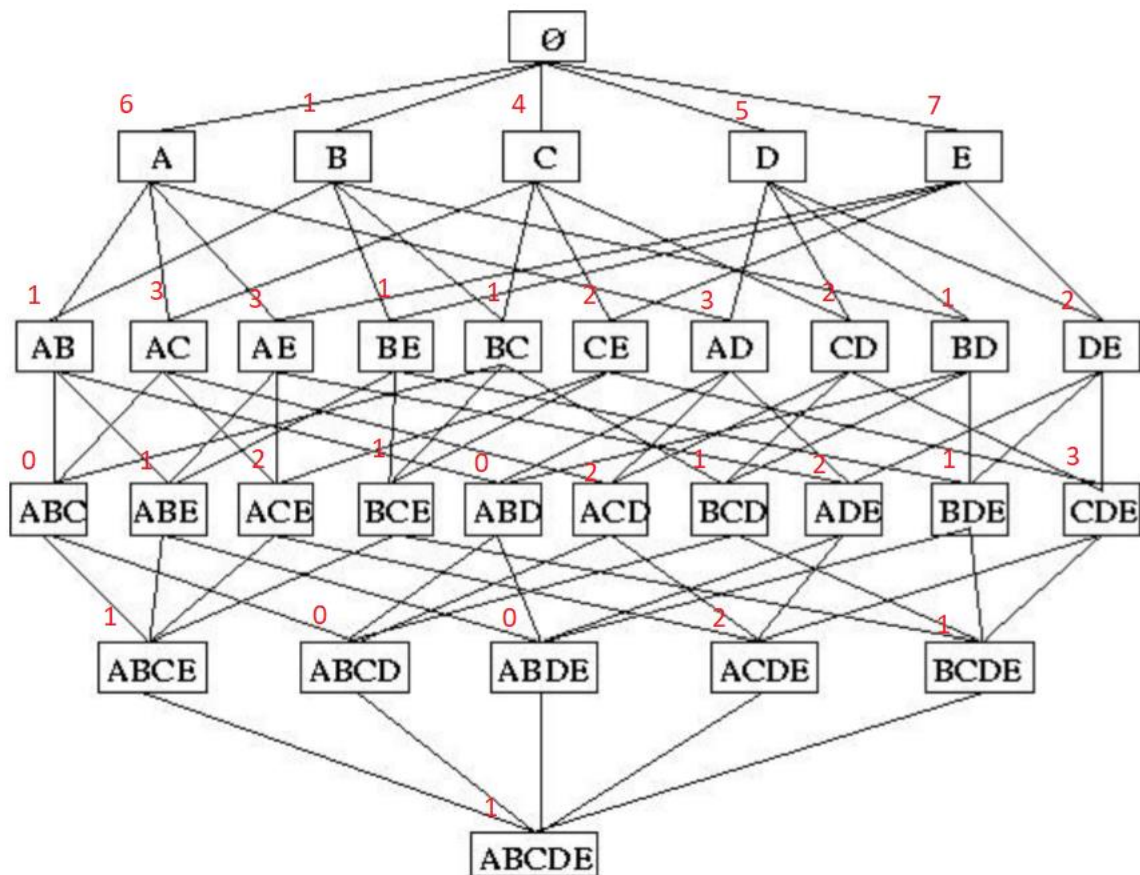 Ø
6 1 4 5 7
A B C D E
1 3 3 1 1 2 3 2 1 2
AB AC AE BE BC CE AD CD BD DE
0 1 2 1 0 2 1 2 1 3
ABC ABE ACE BCE ABD ACD BCD ADE BDE CDE
1 0 0 2 1
ABCE ABCD ABDE ACDE BCDE
1
ABCDE